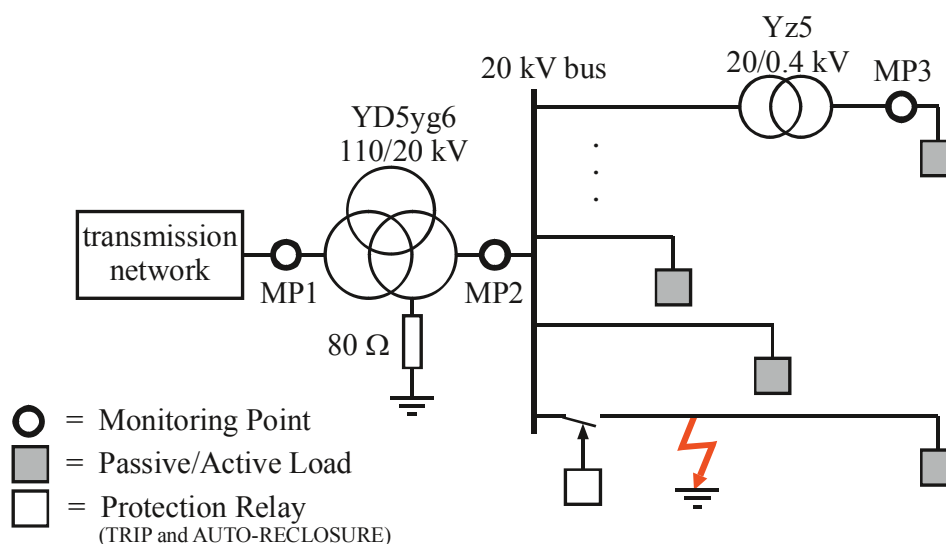 Yz5
20/0.4 kV
MP3
20 kV bus
YD5yg6
110/20 kV
transmission
network
MP1
MP2
80 Ω
= Monitoring Point
= Passive/Active Load
= Protection Relay
(TRIP and AUTO-RECLOSURE)